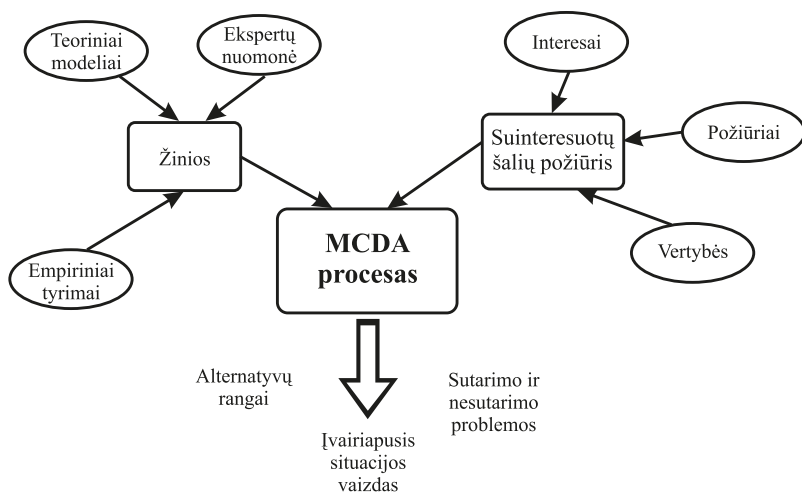 Teoriniai
modeliai
Ekspertų
nuomonė
Interesai
Žinios
Suinteresuotų
šalių požiūris
Požiūriai
Empiriniai
tyrimai
MCDA
procesas
Vertybės
Alternatyvų
rangai
Sutarimo ir
nesutarimo
problemos
Įvairiapusis
situacijos
vaizdas